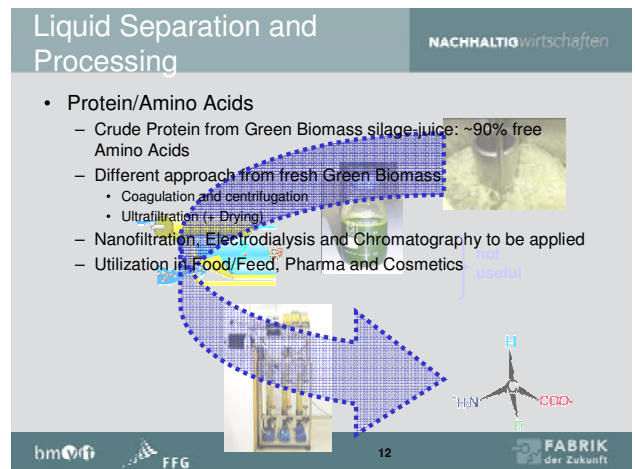 Liquid Separation and
Processing
NACHHALTIGwirtschaften
• Protein/Amino Acids
– Crude Protein from Green Biomass silage-juice: ~90% free
Amino Acids
– Different approach from fresh Green Biomass
• Coagulation and centrifugation
• Ultrafiltration (+ Drying)
– Nanofiltration, Electrodialysis and Chromatography to be applied
– Utilization in Food/Feed, Pharma and Cosmetics
not
useful
H
H₂N
C
COO-
R
bmvit
FFG
12
FABRIK
der Zukunft